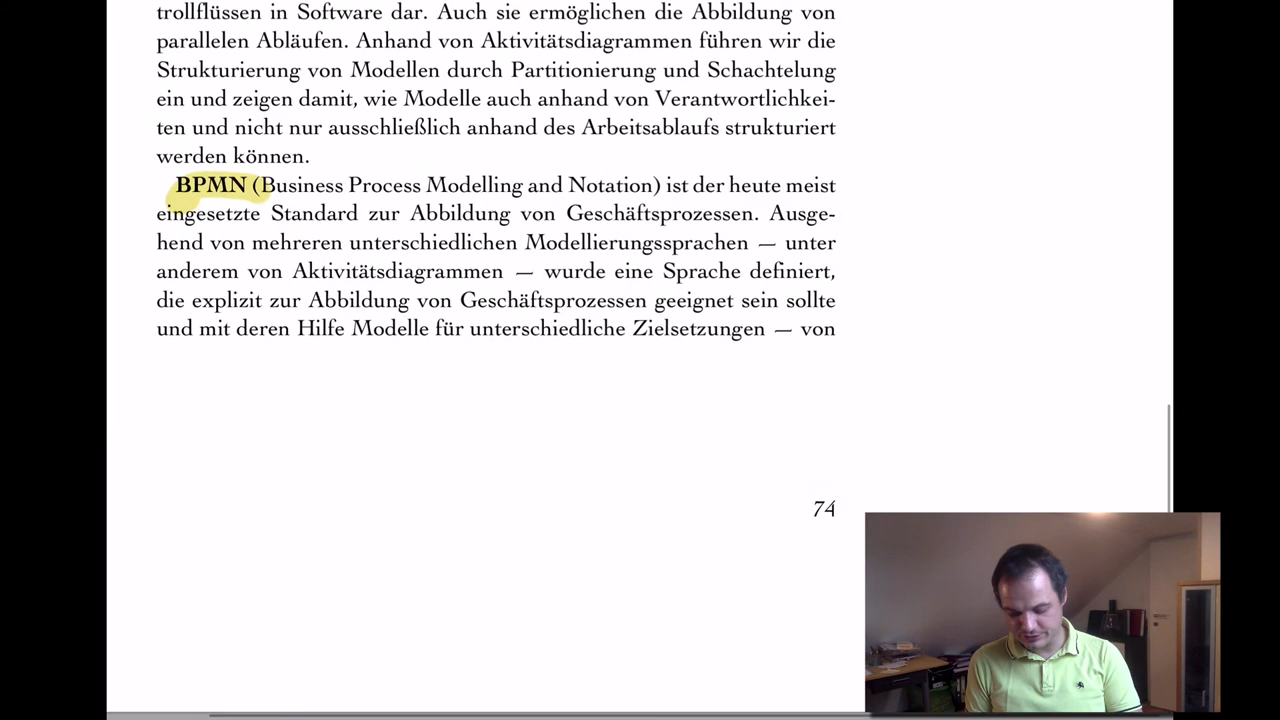 trollflüssen in Software dar. Auch sie ermöglichen die Abbildung von
parallelen Abläufen. Anhand von Aktivitätsdiagrammen führen wir die
Strukturierung von Modellen durch Partitionierung und Schachtelung
ein und zeigen damit, wie Modelle auch anhand von Verantwortlichkei-
ten und nicht nur ausschließlich anhand des Arbeitsablaufs strukturiert
werden können.
BPMN (Business Process Modelling and Notation) ist der heute meist
eingesetzte Standard zur Abbildung von Geschäftsprozessen. Ausge-
hend von mehreren unterschiedlichen Modellierungssprachen — unter
anderem von Aktivitätsdiagrammen — wurde eine Sprache definiert,
die explizit zur Abbildung von Geschäftsprozessen geeignet sein sollte
und mit deren Hilfe Modelle für unterschiedliche Zielsetzungen — von
74